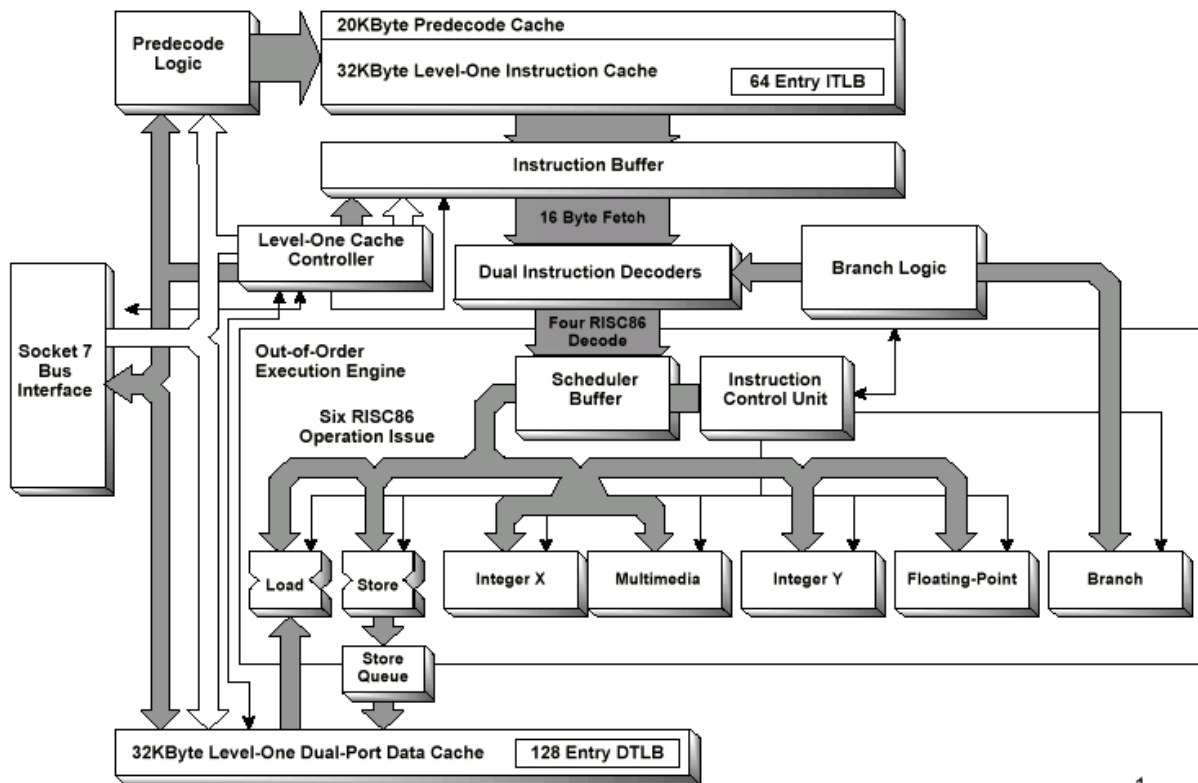 Predecode
Logic
20KByte Predecode Cache
32KByte Level-One Instruction Cache
64 Entry ITLB
Instruction Buffer
16 Byte Fetch
Level-One Cache
Controller
Dual Instruction Decoders
Branch Logic
Four RISC86
Decode
Socket 7
Bus
Interface
Out-of-Order
Execution Engine
Scheduler
Buffer
Instruction
Control Unit
Six RISC86
Operation Issue
Load
Store
Integer X
Multimedia
Integer Y
Floating-Point
Branch
Store
Queue
32KByte Level-One Dual-Port Data Cache
128 Entry DTLB